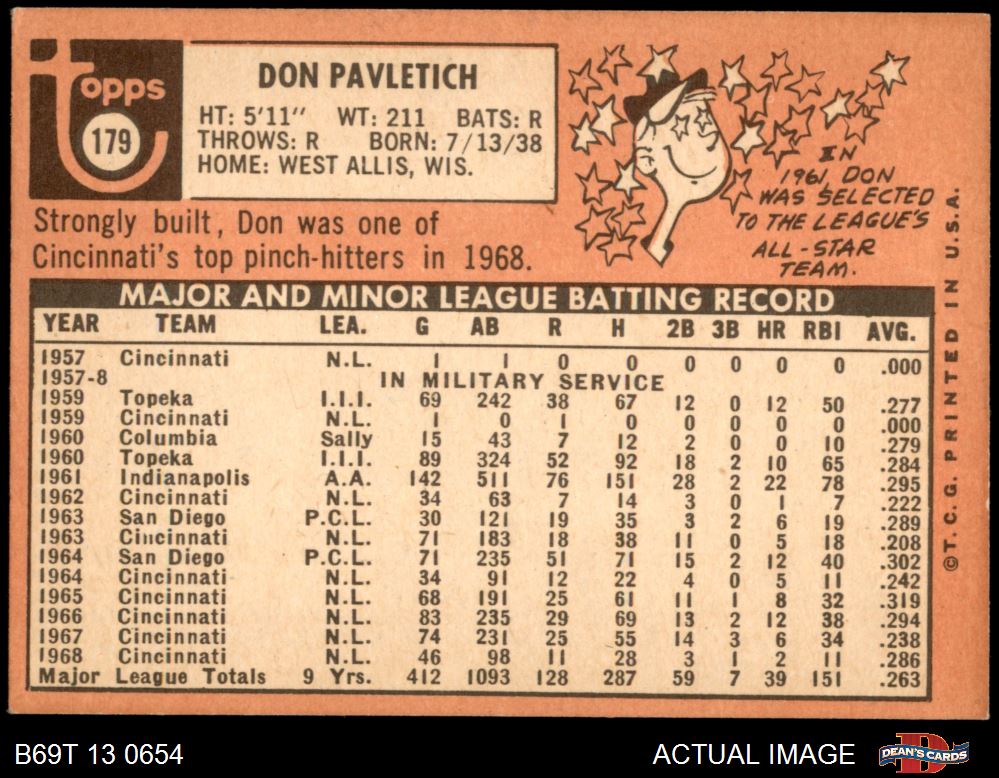 topps
179
DON PAVLETICH
HT: 5'11" WT: 211 BATS: R
THROWS: R BORN: 7/13/38
HOME: WEST ALLIS, WIS.
Strongly built, Don was one of
Cincinnati's top pinch-hitters in 1968.
IN
1961, DON
WAS SELECTED
TO THE LEAGUE'S
ALL-STAR
TEAM.
MAJOR AND MINOR LEAGUE BATTING RECORD
YEAR TEAM LEA. G AB R H 2B 3B HR RBI AVG.
1957 Cincinnati N.L. 1 1 0 0 0 0 0 0 .000
1957-8 IN MILITARY SERVICE
1959 Topeka I.I.I. 69 242 38 67 12 0 12 50 .277
1959 Cincinnati N.L. 1 0 1 0 0 0 0 0 .000
1960 Columbia Sally 15 43 7 12 2 0 0 10 .279
1960 Topeka I.I.I. 89 324 52 92 18 2 10 65 .284
1961 Indianapolis A.A. 142 511 76 151 28 2 22 78 .295
1962 Cincinnati N.L. 34 63 7 14 3 0 1 7 .222
1963 San Diego P.C.L. 30 121 19 35 3 2 6 19 .289
1963 Cincinnati N.L. 71 183 18 38 11 0 5 18 .208
1964 San Diego P.C.L. 71 235 51 71 15 2 12 40 .302
1964 Cincinnati N.L. 34 91 12 22 4 0 5 11 .242
1965 Cincinnati N.L. 68 191 25 61 11 1 8 32 .319
1966 Cincinnati N.L. 83 235 29 69 13 2 12 38 .294
1967 Cincinnati N.L. 74 231 25 55 14 3 6 34 .238
1968 Cincinnati N.L. 46 98 11 28 3 1 2 11 .286
Major League Totals 9 Yrs. 412 1093 128 287 59 7 39 151 .263
©T. C. G. PRINTED IN U.S.A.
B69T 13 0654
ACTUAL IMAGE
D
DEAN'S CARDS